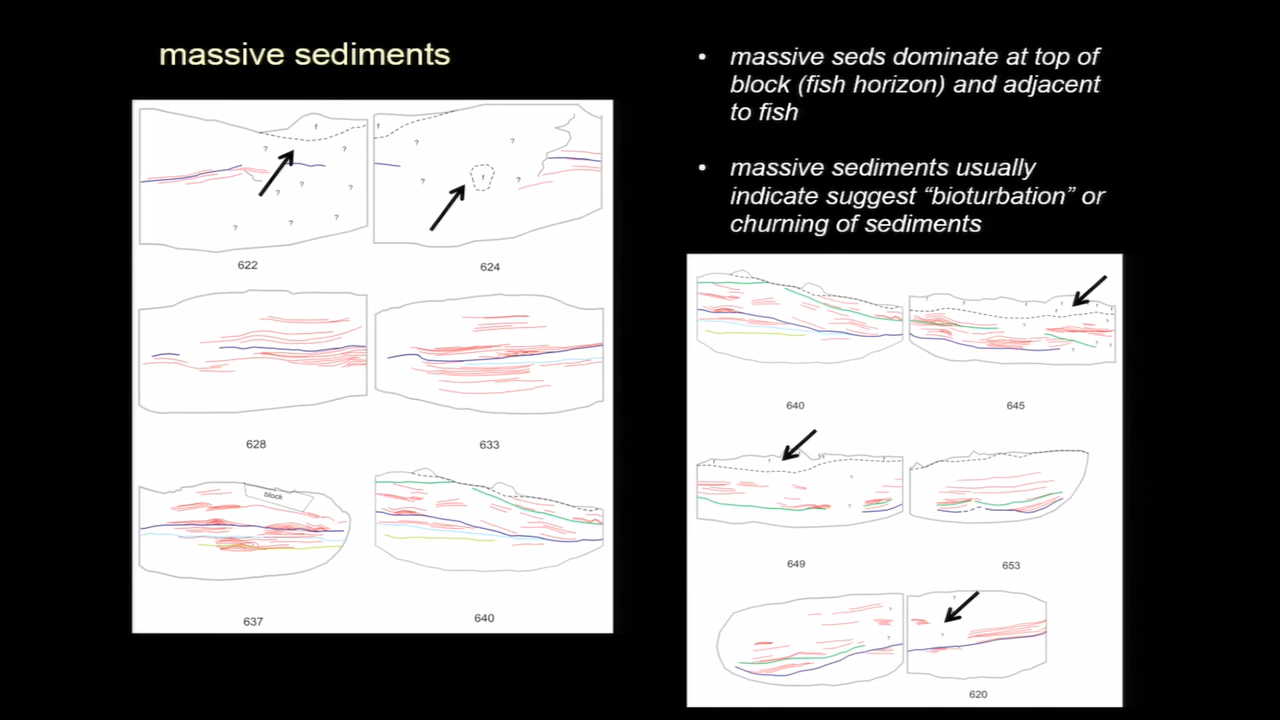 massive sediments
• massive seds dominate at top of
block (fish horizon) and adjacent
to fish
• massive sediments usually
indicate suggest “bioturbation” or
churning of sediments
f
f
?
?
?
?
?
f
?
?
?
?
?
?
?
?
622
624
628
633
block
637
640
640
645
649
653
620